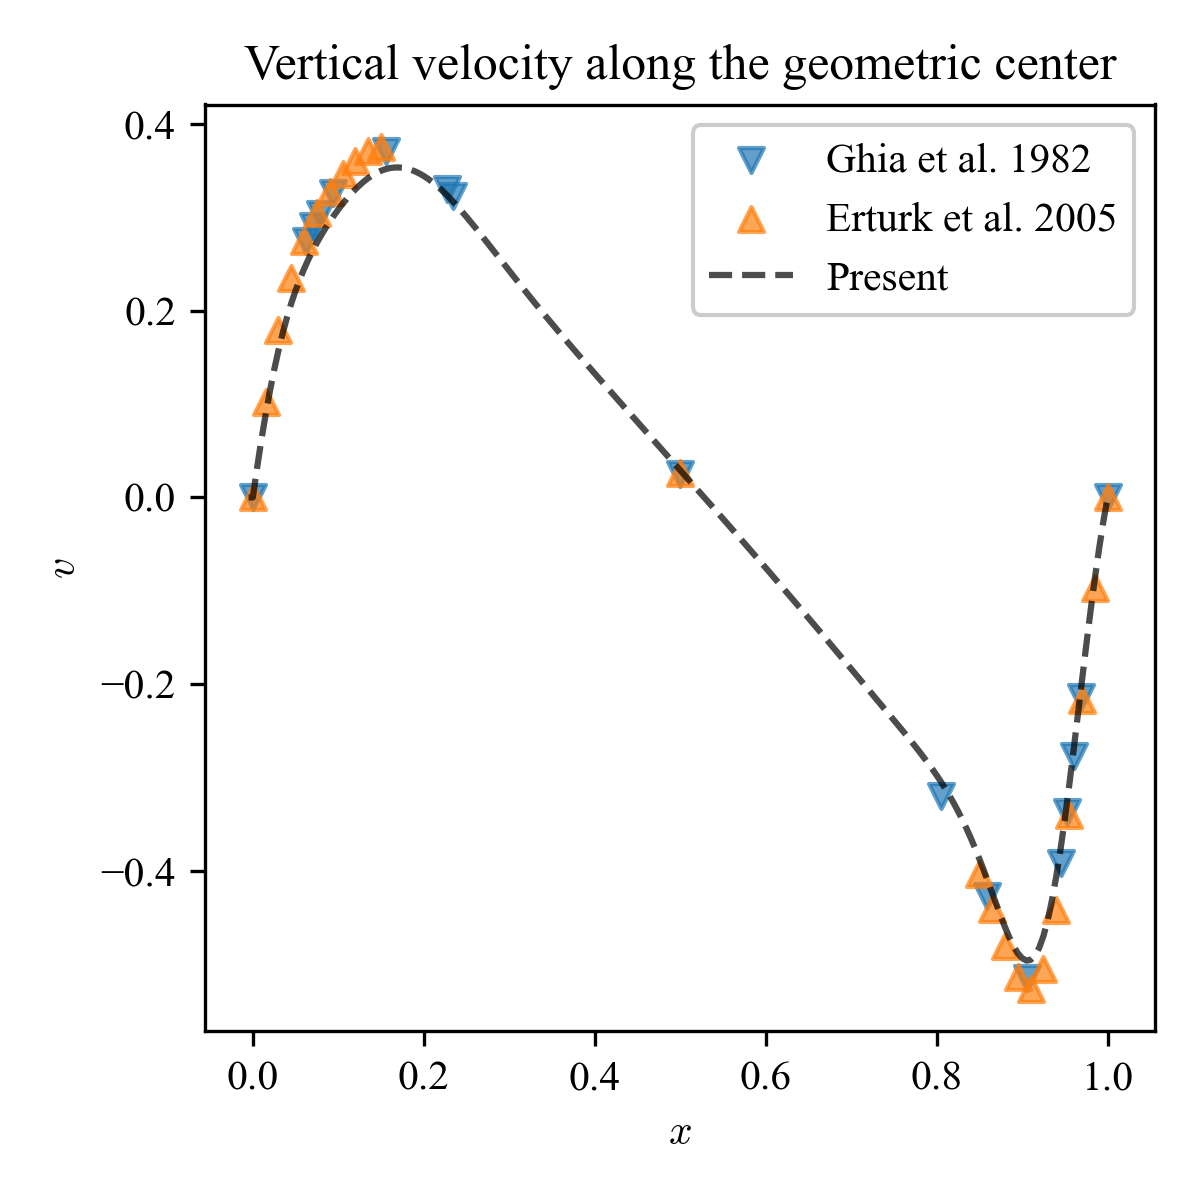 Vertical velocity along the geometric center
Ghia et al. 1982
Erturk et al. 2005
Present
0.4
0.2
0.0
−0.2
−0.4
v
0.0 0.2 0.4 0.6 0.8 1.0
x